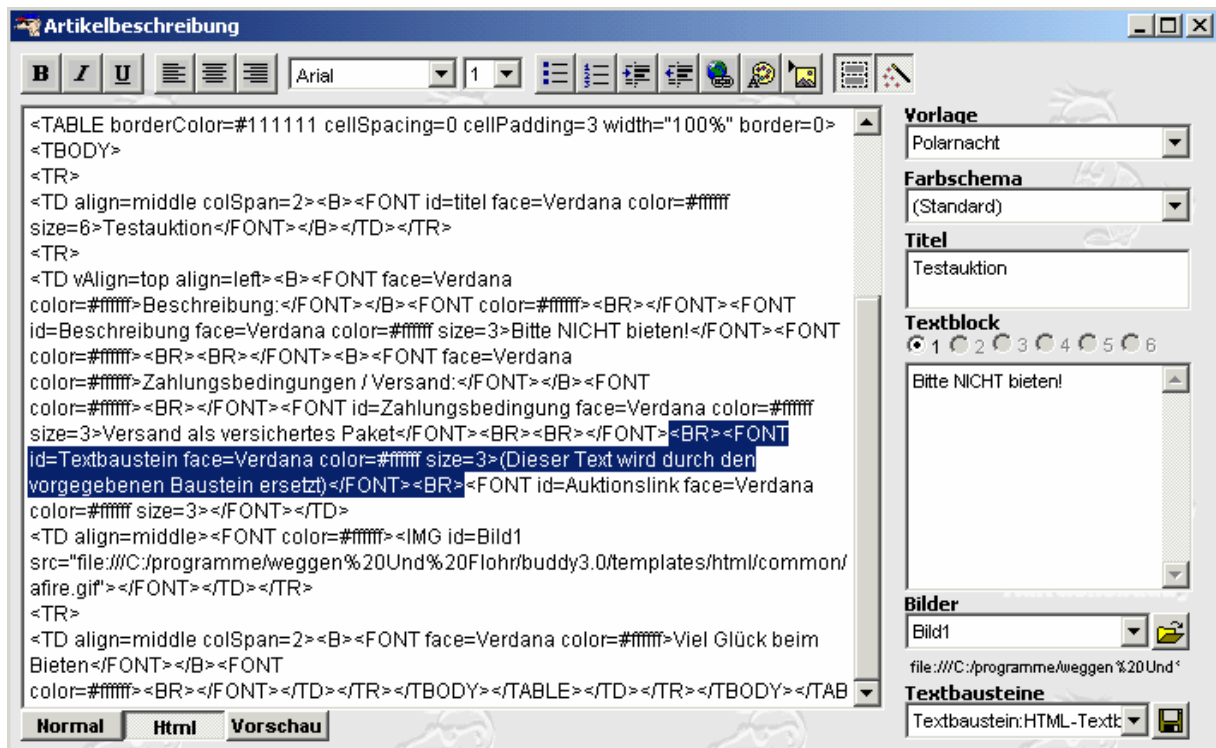 Artikelbeschreibung
B I U Arial 1
<TABLE borderColor=#111111 cellSpacing=0 cellPadding=3 width="100%" border=0>
<TBODY>
<TR>
<TD align=middle colSpan=2><B><FONT id=titel face=Verdana color=#ffffff
size=6>Testauktion</FONT></B></TD></TR>
<TR>
<TD vAlign=top align=left><B><FONT face=Verdana
color=#ffffff>Beschreibung:</FONT></B><FONT color=#ffffff><BR></FONT><FONT
id=Beschreibung face=Verdana color=#ffffff size=3>Bitte NICHT bieten!</FONT><FONT
color=#ffffff><BR><BR></FONT><B><FONT face=Verdana
color=#ffffff>Zahlungsbedingungen / Versand:</FONT></B><FONT
color=#ffffff><BR></FONT><FONT id=Zahlungsbedingung face=Verdana color=#ffffff
size=3>Versand als versichertes Paket</FONT><BR><BR></FONT><BR><FONT
id=Textbaustein face=Verdana color=#ffffff size=3>(Dieser Text wird durch den
vorgegebenen Baustein ersetzt)</FONT><BR><FONT id=Auktionslink face=Verdana
color=#ffffff size=3></FONT></TD>
<TD align=middle><FONT color=#ffffff><IMG id=Bild1
src="file:///C:/programme/weggen%20Und%20Flohr/buddy3.0/templates/html/common/
afire.gif"></FONT></TD></TR>
<TR>
<TD align=middle colSpan=2><B><FONT face=Verdana color=#ffffff>Viel Glück beim
Bieten</FONT></B><FONT
color=#ffffff><BR></FONT></TD></TR></TBODY></TABLE></TD></TR></TBODY></TAB
Normal Html Vorschau
Vorlage
Polarnacht
Farbschema
(Standard)
Titel
Testauktion
Textblock
1 2 3 4 5 6
Bitte NICHT bieten!
Bilder
Bild1
file:///C:/programme/weggen%20Und
Textbausteine
Textbaustein:HTML-Textb